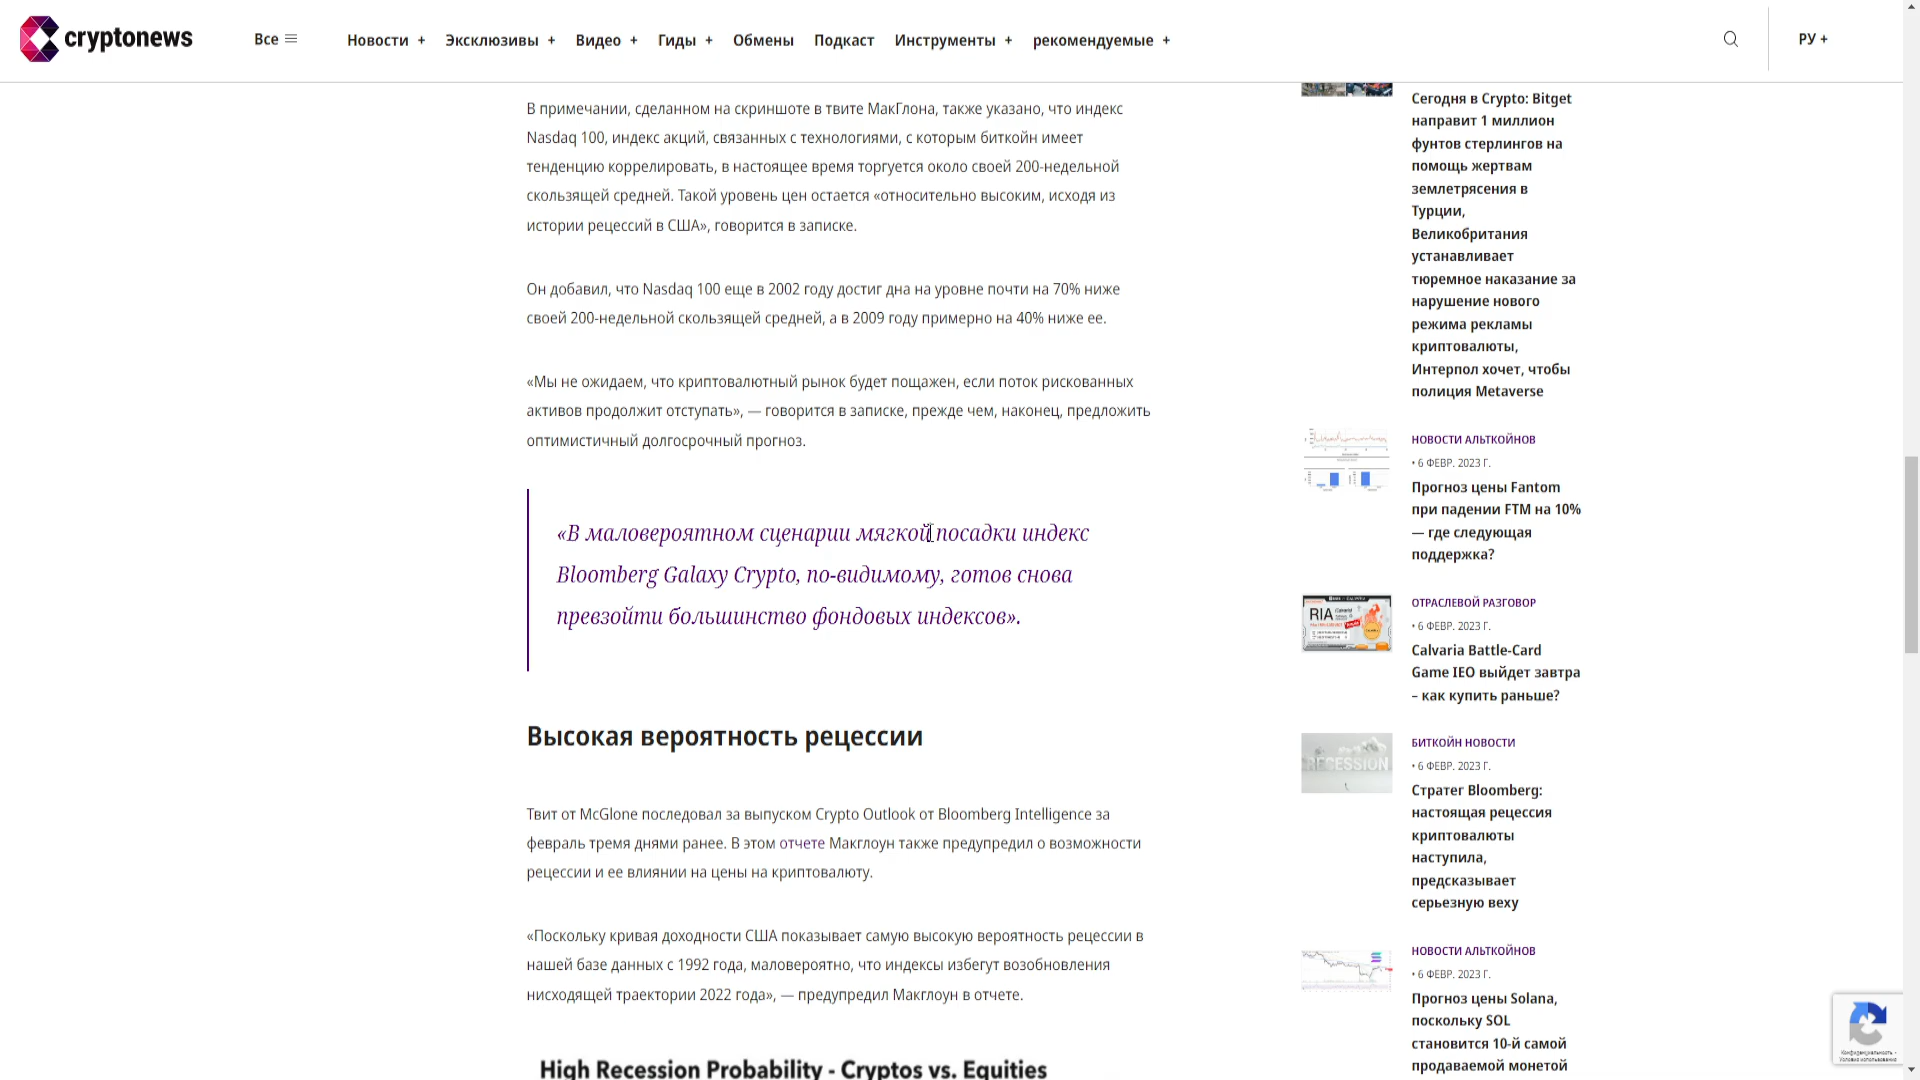 cryptonews
Все
Новости +
Эксклюзивы +
Видео +
Гиды +
Обмены
Подкаст
Инструменты +
рекомендуемые +
РУ +
В примечании, сделанном на скриншоте в твите МакГлона, также указано, что индекс
Nasdaq 100, индекс акций, связанных с технологиями, с которым биткойн имеет
тенденцию коррелировать, в настоящее время торгуется около своей 200-недельной
скользящей средней. Такой уровень цен остается «относительно высоким, исходя из
истории рецессий в США», говорится в записке.
Он добавил, что Nasdaq 100 еще в 2002 году достиг дна на уровне почти на 70% ниже
своей 200-недельной скользящей средней, а в 2009 году примерно на 40% ниже ее.
«Мы не ожидаем, что криптовалютный рынок будет пощажен, если поток рискованных
активов продолжит отступать», — говорится в записке, прежде чем, наконец, предложить
оптимистичный долгосрочный прогноз.
«В маловероятном сценарии мягкой посадки индекс
Bloomberg Galaxy Crypto, по-видимому, готов снова
превзойти большинство фондовых индексов».
Высокая вероятность рецессии
Твит от McGlone последовал за выпуском Crypto Outlook от Bloomberg Intelligence за
февраль тремя днями ранее. В этом отчете Макглоун также предупредил о возможности
рецессии и ее влиянии на цены на криптовалюту.
«Поскольку кривая доходности США показывает самую высокую вероятность рецессии в
нашей базе данных с 1992 года, маловероятно, что индексы избегут возобновления
нисходящей траектории 2022 года», — предупредил Макглоун в отчете.
High Recession Probability - Cryptos vs. Equities
Сегодня в Crypto: Bitget
направит 1 миллион
фунтов стерлингов на
помощь жертвам
землетрясения в
Турции,
Великобритания
устанавливает
тюремное наказание за
нарушение нового
режима рекламы
криптовалюты,
Интерпол хочет, чтобы
полиция Metaverse
НОВОСТИ АЛЬТКОЙНОВ
• 6 ФЕВР. 2023 Г.
Прогноз цены Fantom
при падении FTM на 10%
— где следующая
поддержка?
RIA
ОТРАСЛЕВОЙ РАЗГОВОР
• 6 ФЕВР. 2023 Г.
Calvaria Battle-Card
Game IEO выйдет завтра
– как купить раньше?
RECESSION
БИТКОЙН НОВОСТИ
• 6 ФЕВР. 2023 Г.
Стратег Bloomberg:
настоящая рецессия
криптовалюты
наступила,
предсказывает
серьезную веху
НОВОСТИ АЛЬТКОЙНОВ
• 6 ФЕВР. 2023 Г.
Прогноз цены Solana,
поскольку SOL
становится 10-й самой
продаваемой монетой
Конфиденциальность -
Условия использования